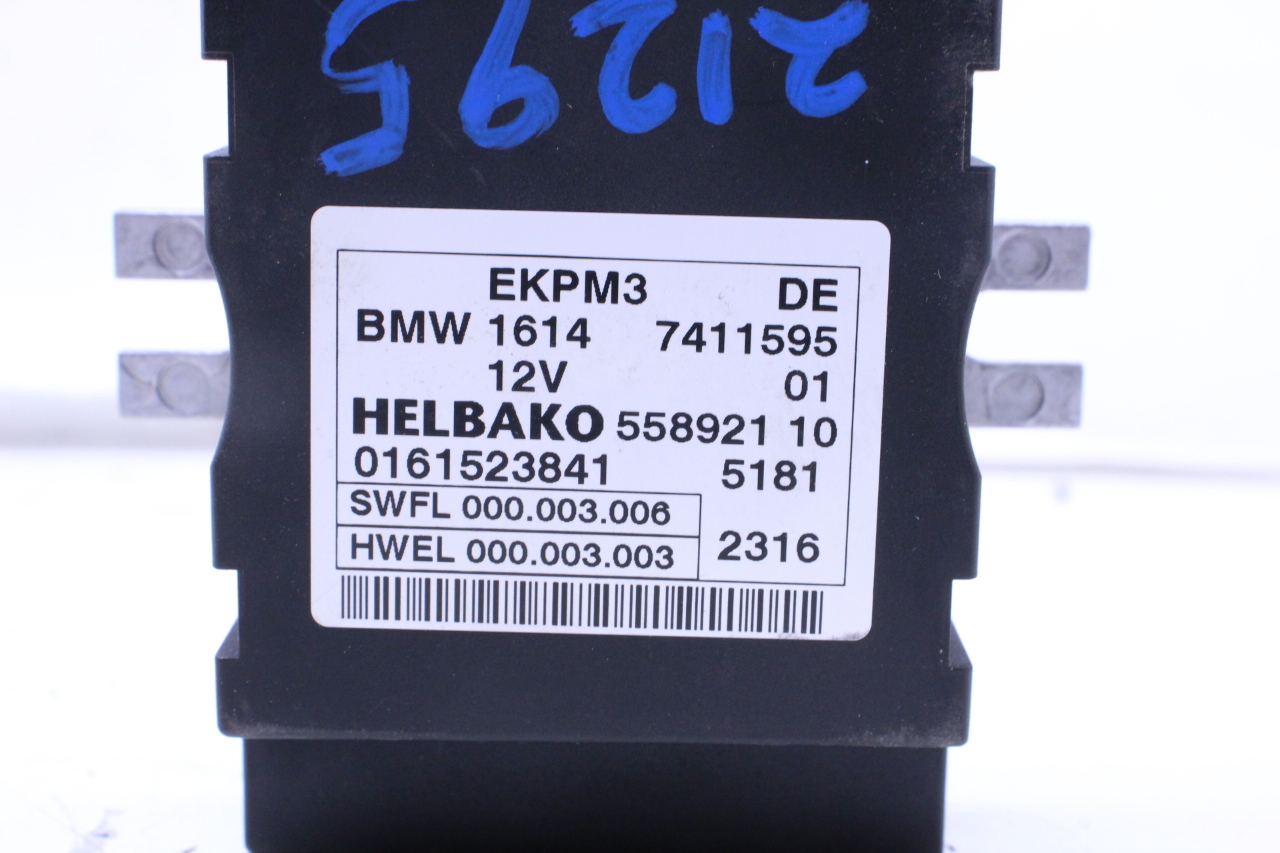 21295
EKPM3 DE
BMW 1614 7411595
12V 01
HELBAKO 558921 10
0161523841 5181
SWFL 000.003.006
HWEL 000.003.003 2316